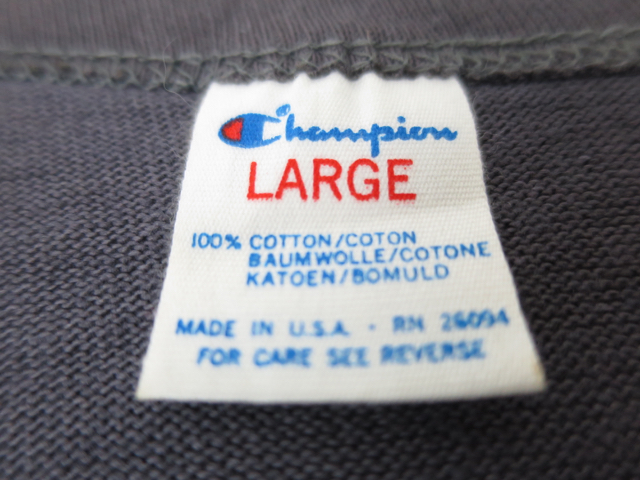 Champion
LARGE
100% COTTON/COTON
BAUMWOLLE/COTONE
KATOEN/BOMULD
MADE IN U.S.A. - RN 26094
FOR CARE SEE REVERSE